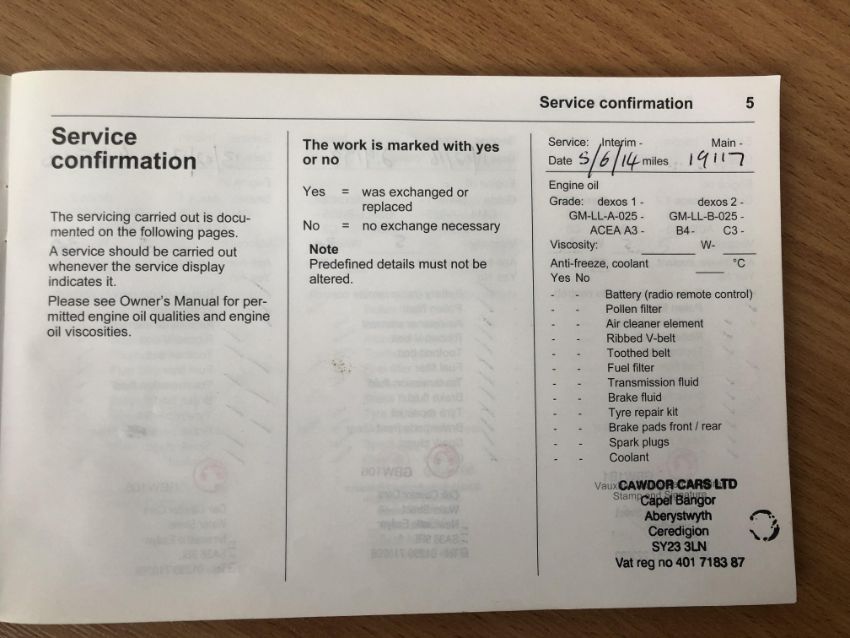 Service confirmation 5
Service
confirmation
The servicing carried out is docu-
mented on the following pages.
A service should be carried out
whenever the service display
indicates it.
Please see Owner's Manual for per-
mitted engine oil qualities and engine
oil viscosities.
The work is marked with yes
or no
Yes = was exchanged or
replaced
No = no exchange necessary
Note
Predefined details must not be
altered.
Service: Interim - Main -
Date 5/6/14 miles 19117
Engine oil
Grade: dexos 1 - dexos 2 -
GM-LL-A-025 - GM-LL-B-025 -
ACEA A3 - B4 - C3 -
Viscosity: W-
Anti-freeze, coolant °C
Yes No
- - Battery (radio remote control)
- - Pollen filter
- - Air cleaner element
- - Ribbed V-belt
- - Toothed belt
- - Fuel filter
- - Transmission fluid
- - Brake fluid
- - Tyre repair kit
- - Brake pads front / rear
- - Spark plugs
- - Coolant
CAWDOR CARS LTD
Stamp and Signature
Capel Bangor
Aberystwyth
Ceredigion
SY23 3LN
Vat reg no 401 7183 87